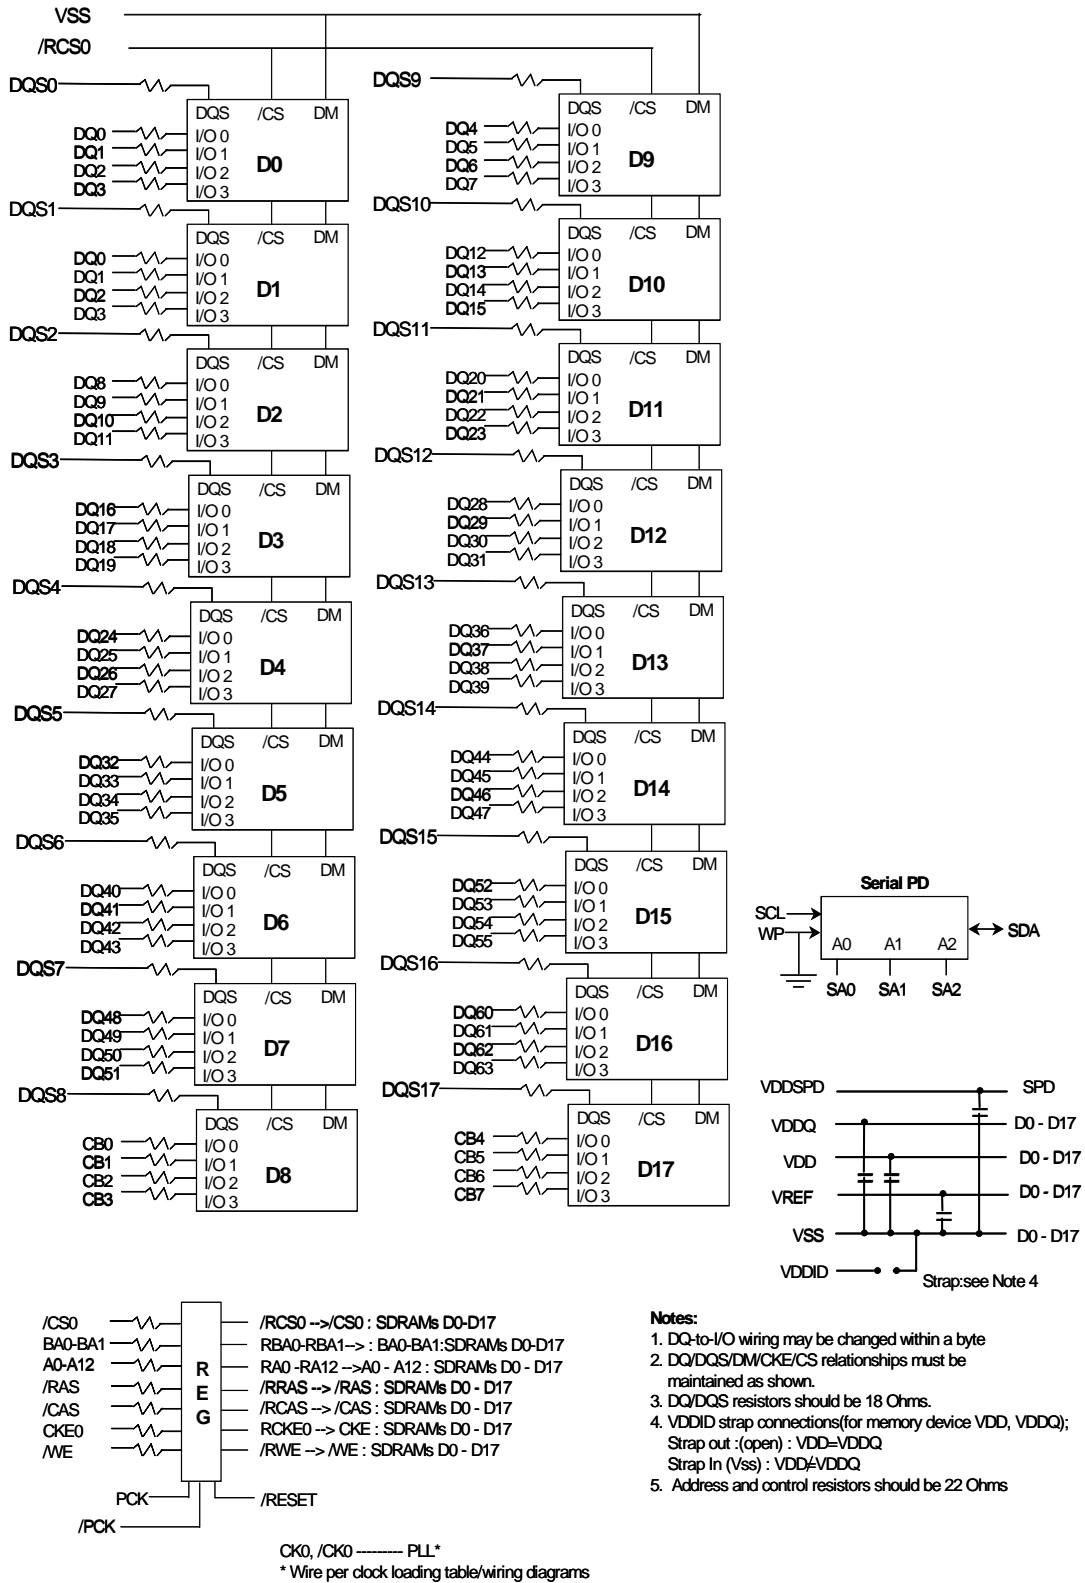 VSS
/RCS0
DQS0
DQS /CS DM
DQ0 I/O 0
DQ1 I/O 1
DQ2 I/O 2
DQ3 I/O 3
D0
DQS1
DQS /CS DM
DQ0 I/O 0
DQ1 I/O 1
DQ2 I/O 2
DQ3 I/O 3
D1
DQS2
DQS /CS DM
DQ8 I/O 0
DQ9 I/O 1
DQ10 I/O 2
DQ11 I/O 3
D2
DQS3
DQS /CS DM
DQ16 I/O 0
DQ17 I/O 1
DQ18 I/O 2
DQ19 I/O 3
D3
DQS4
DQS /CS DM
DQ24 I/O 0
DQ25 I/O 1
DQ26 I/O 2
DQ27 I/O 3
D4
DQS5
DQS /CS DM
DQ32 I/O 0
DQ33 I/O 1
DQ34 I/O 2
DQ35 I/O 3
D5
DQS6
DQS /CS DM
DQ40 I/O 0
DQ41 I/O 1
DQ42 I/O 2
DQ43 I/O 3
D6
DQS7
DQS /CS DM
DQ48 I/O 0
DQ49 I/O 1
DQ50 I/O 2
DQ51 I/O 3
D7
DQS8
DQS /CS DM
CB0 I/O 0
CB1 I/O 1
CB2 I/O 2
CB3 I/O 3
D8
DQS9
DQS /CS DM
DQ4 I/O 0
DQ5 I/O 1
DQ6 I/O 2
DQ7 I/O 3
D9
DQS10
DQS /CS DM
DQ12 I/O 0
DQ13 I/O 1
DQ14 I/O 2
DQ15 I/O 3
D10
DQS11
DQS /CS DM
DQ20 I/O 0
DQ21 I/O 1
DQ22 I/O 2
DQ23 I/O 3
D11
DQS12
DQS /CS DM
DQ28 I/O 0
DQ29 I/O 1
DQ30 I/O 2
DQ31 I/O 3
D12
DQS13
DQS /CS DM
DQ36 I/O 0
DQ37 I/O 1
DQ38 I/O 2
DQ39 I/O 3
D13
DQS14
DQS /CS DM
DQ44 I/O 0
DQ45 I/O 1
DQ46 I/O 2
DQ47 I/O 3
D14
DQS15
DQS /CS DM
DQ52 I/O 0
DQ53 I/O 1
DQ54 I/O 2
DQ55 I/O 3
D15
DQS16
DQS /CS DM
DQ60 I/O 0
DQ61 I/O 1
DQ62 I/O 2
DQ63 I/O 3
D16
DQS17
DQS /CS DM
CB4 I/O 0
CB5 I/O 1
CB6 I/O 2
CB7 I/O 3
D17
Serial PD
SCL
WP
SDA
A0 A1 A2
SA0 SA1 SA2
VDDSPD SPD
VDDQ D0 - D17
VDD D0 - D17
VREF D0 - D17
VSS D0 - D17
VDDID
Strap:see Note 4
REG
/CS0 /RCS0 -->/CS0 : SDRAMs D0-D17
BA0-BA1 RBA0-RBA1--> : BA0-BA1:SDRAMs D0-D17
A0-A12 RA0 -RA12 -->A0 - A12 : SDRAMs D0 - D17
/RAS /RRAS --> /RAS : SDRAMs D0 - D17
/CAS /RCAS --> /CAS : SDRAMs D0 - D17
CKE0 RCKE0 --> CKE : SDRAMs D0 - D17
/WE /RWE --> /WE : SDRAMs D0 - D17
PCK
/RESET
/PCK
CK0, /CK0 --------- PLL*
* Wire per clock loading table/wiring diagrams
Notes:
1. DQ-to-I/O wiring may be changed within a byte
2. DQ/DQS/DM/CKE/CS relationships must be
maintained as shown.
3. DQ/DQS resistors should be 18 Ohms.
4. VDDID strap connections(for memory device VDD, VDDQ);
Strap out :(open) : VDD=VDDQ
Strap In (Vss) : VDD≠VDDQ
5. Address and control resistors should be 22 Ohms